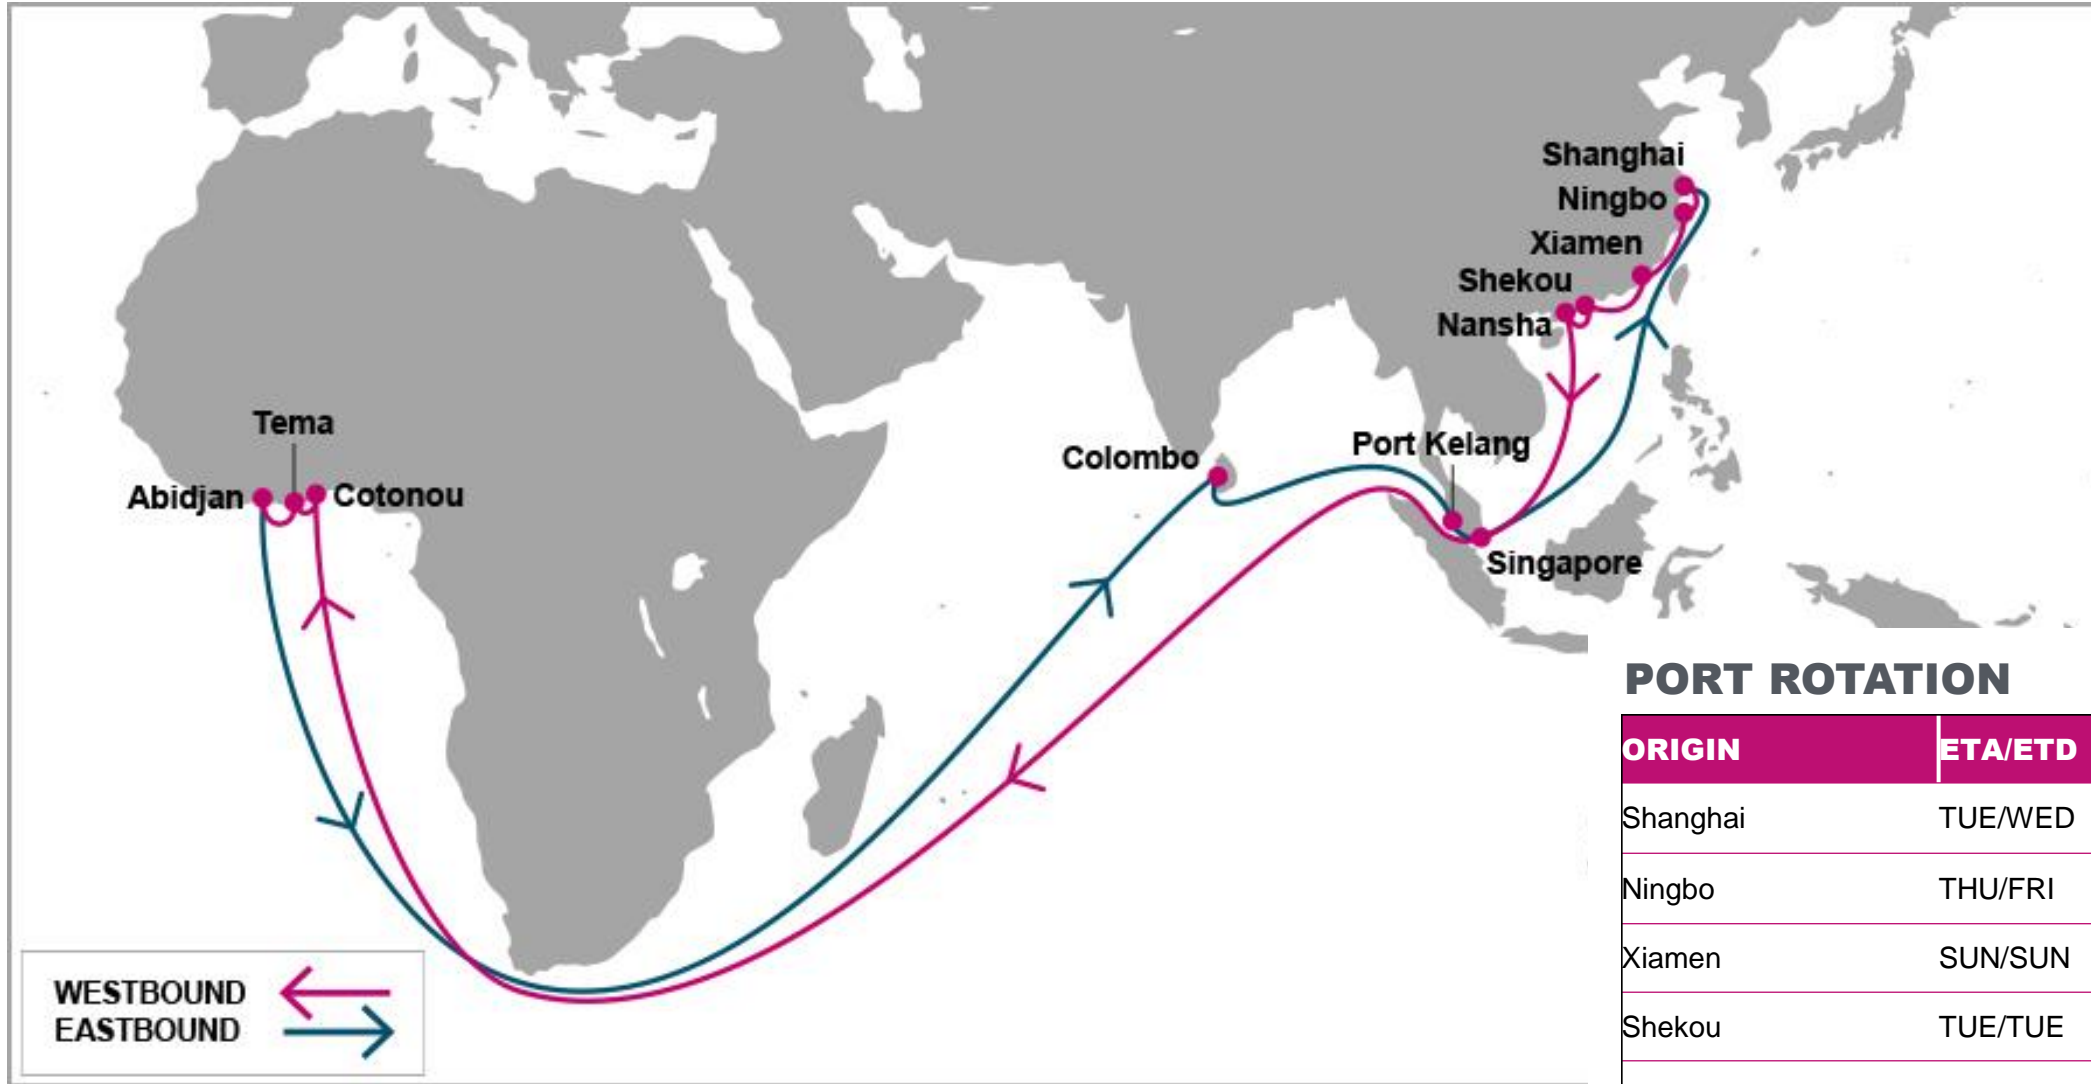 Shanghai
Ningbo
Xiamen
Shekou
Nansha
Tema
Abidjan
Cotonou
Colombo
Port Kelang
Singapore
WESTBOUND
EASTBOUND
PORT ROTATION
ORIGIN ETA/ETD
Shanghai TUE/WED
Ningbo THU/FRI
Xiamen SUN/SUN
Shekou TUE/TUE